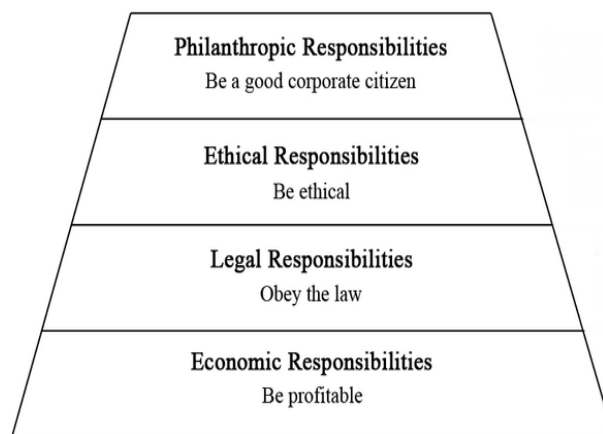 Philanthropic Responsibilities
Be a good corporate citizen
Ethical Responsibilities
Be ethical
Legal Responsibilities
Obey the law
Economic Responsibilities
Be profitable